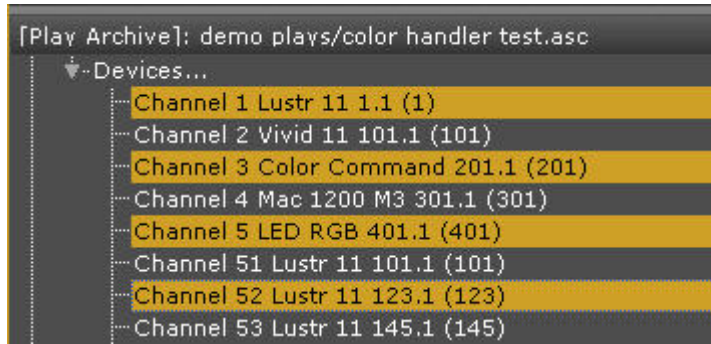 [Play Archive]: demo plays/color handler test.asc
Devices...
Channel 1 Lustr 11 1.1 (1)
Channel 2 Vivid 11 101.1 (101)
Channel 3 Color Command 201.1 (201)
Channel 4 Mac 1200 M3 301.1 (301)
Channel 5 LED RGB 401.1 (401)
Channel 51 Lustr 11 101.1 (101)
Channel 52 Lustr 11 123.1 (123)
Channel 53 Lustr 11 145.1 (145)